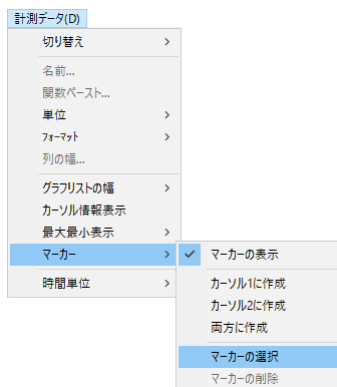 計測データ(D)
切り替え
名前...
関数ペースト...
単位
ﾌｫｰﾏｯﾄ
列の幅...
グラフリストの幅
カーソル情報表示
最大最小表示
マーカー
マーカーの表示
カーソル1に作成
時間単位
カーソル2に作成
両方に作成
マーカーの選択
マーカーの削除